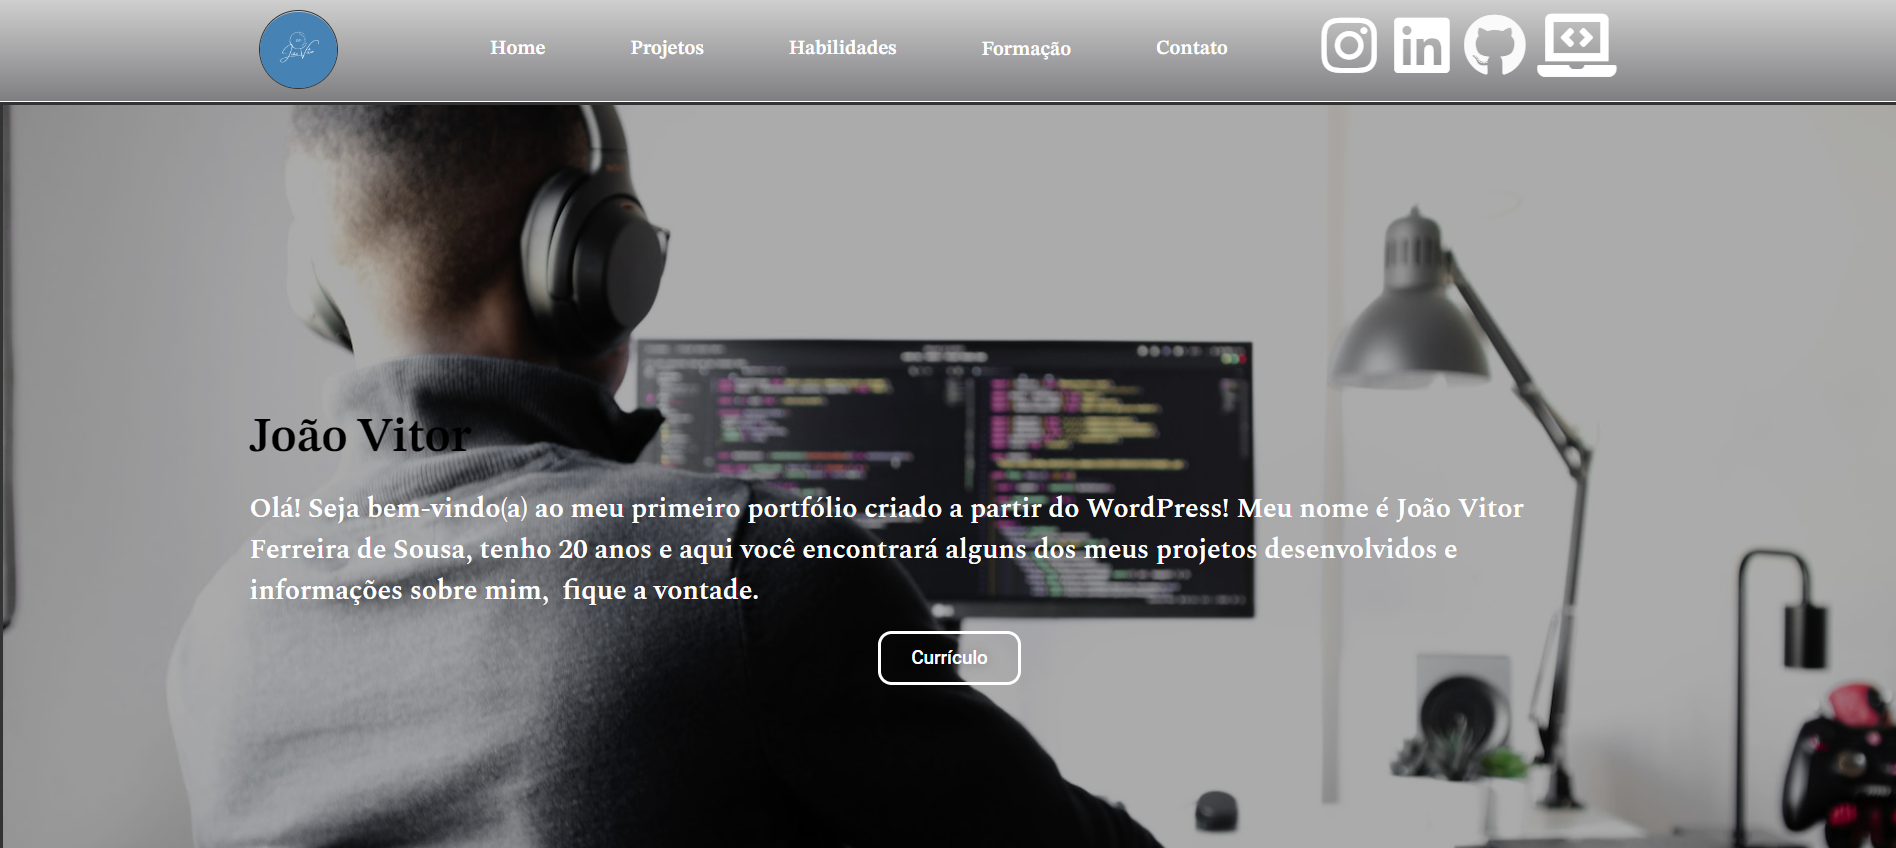 Home Projetos Habilidades Formação Contato
João Vitor
Olá! Seja bem-vindo(a) ao meu primeiro portfólio criado a partir do WordPress! Meu nome é João Vitor
Ferreira de Sousa, tenho 20 anos e aqui você encontrará alguns dos meus projetos desenvolvidos e
informações sobre mim,  fique a vontade.
Currículo